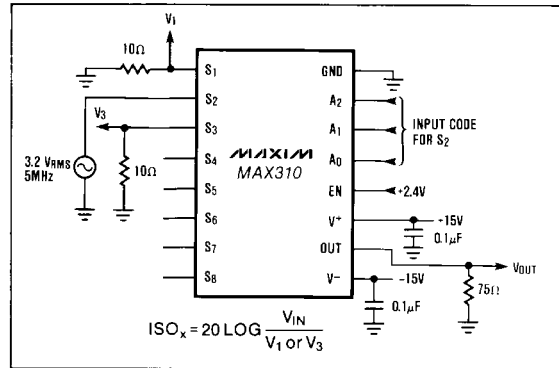 V₁
10Ω
S₁
S₂
V₃
S₃
S₄
10Ω
3.2 VRMS
5MHz
S₅
S₆
S₇
S₈
MAXIM
MAX310
GND
A₂
A₁
A₀
INPUT CODE
FOR S₂
EN
+2.4V
V⁺
+15V
0.1µF
OUT
VOUT
V⁻
-15V
75Ω
0.1µF
ISOₓ = 20 LOG VIN
V₁ or V₃